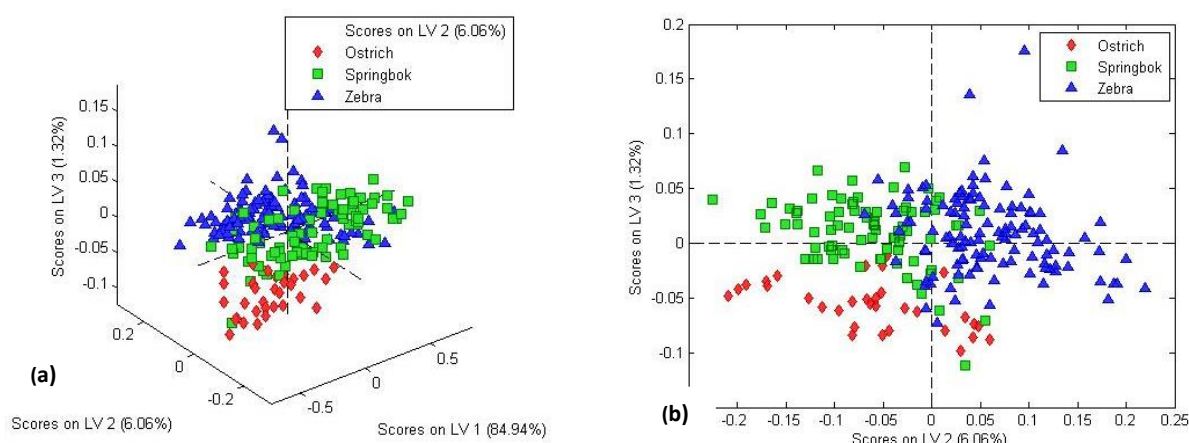 Scores on LV 2 (6.06%)
Ostrich
Springbok
Zebra
Scores on LV 3 (1.32%)
0.15
0.1
0.05
0
-0.05
-0.1
0.2
0
-0.2
-0.5
0
0.5
Scores on LV 2 (6.06%)
Scores on LV 1 (84.94%)
(a)
Ostrich
Springbok
Zebra
Scores on LV 3 (1.32%)
0.2
0.15
0.1
0.05
0
-0.05
-0.1
-0.2
-0.15
-0.1
-0.05
0
0.05
0.1
0.15
0.2
0.25
Scores on LV 2 (6.06%)
(b)